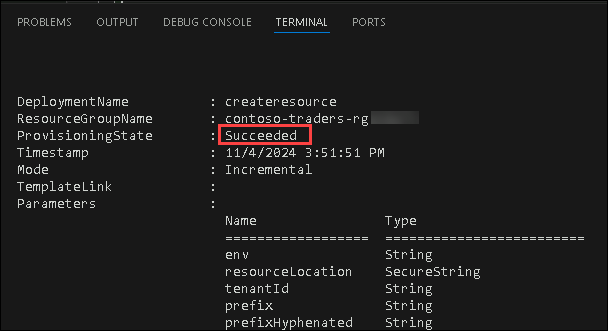 PROBLEMS OUTPUT DEBUG CONSOLE TERMINAL PORTS
DeploymentName : createresource
ResourceGroupName : contoso-traders-rg
ProvisioningState : Succeeded
Timestamp : 11/4/2024 3:51:51 PM
Mode : Incremental
TemplateLink :
Parameters :
Name Type
================== =========================
env String
resourceLocation SecureString
tenantId String
prefix String
prefixHyphenated String